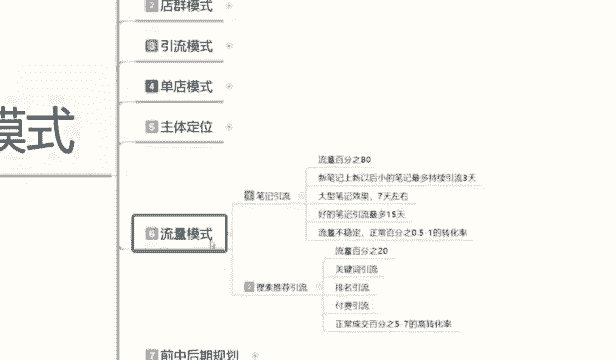 2 店群模式
3 引流模式
4 单店模式
5 主体定位
模式
6 流量模式
1 笔记引流
流量百分之80
新笔记上新以后小的笔记最多持续引流3天
大型笔记效果、7天左右
好的笔记引流最多15天
流量不稳定、正常百分之0.5-1的转化率
2 搜素推荐引流
流量百分之20
关键词引流
排名引流
付费引流
正常成交百分之5-7的高转化率
7 前中后期规划